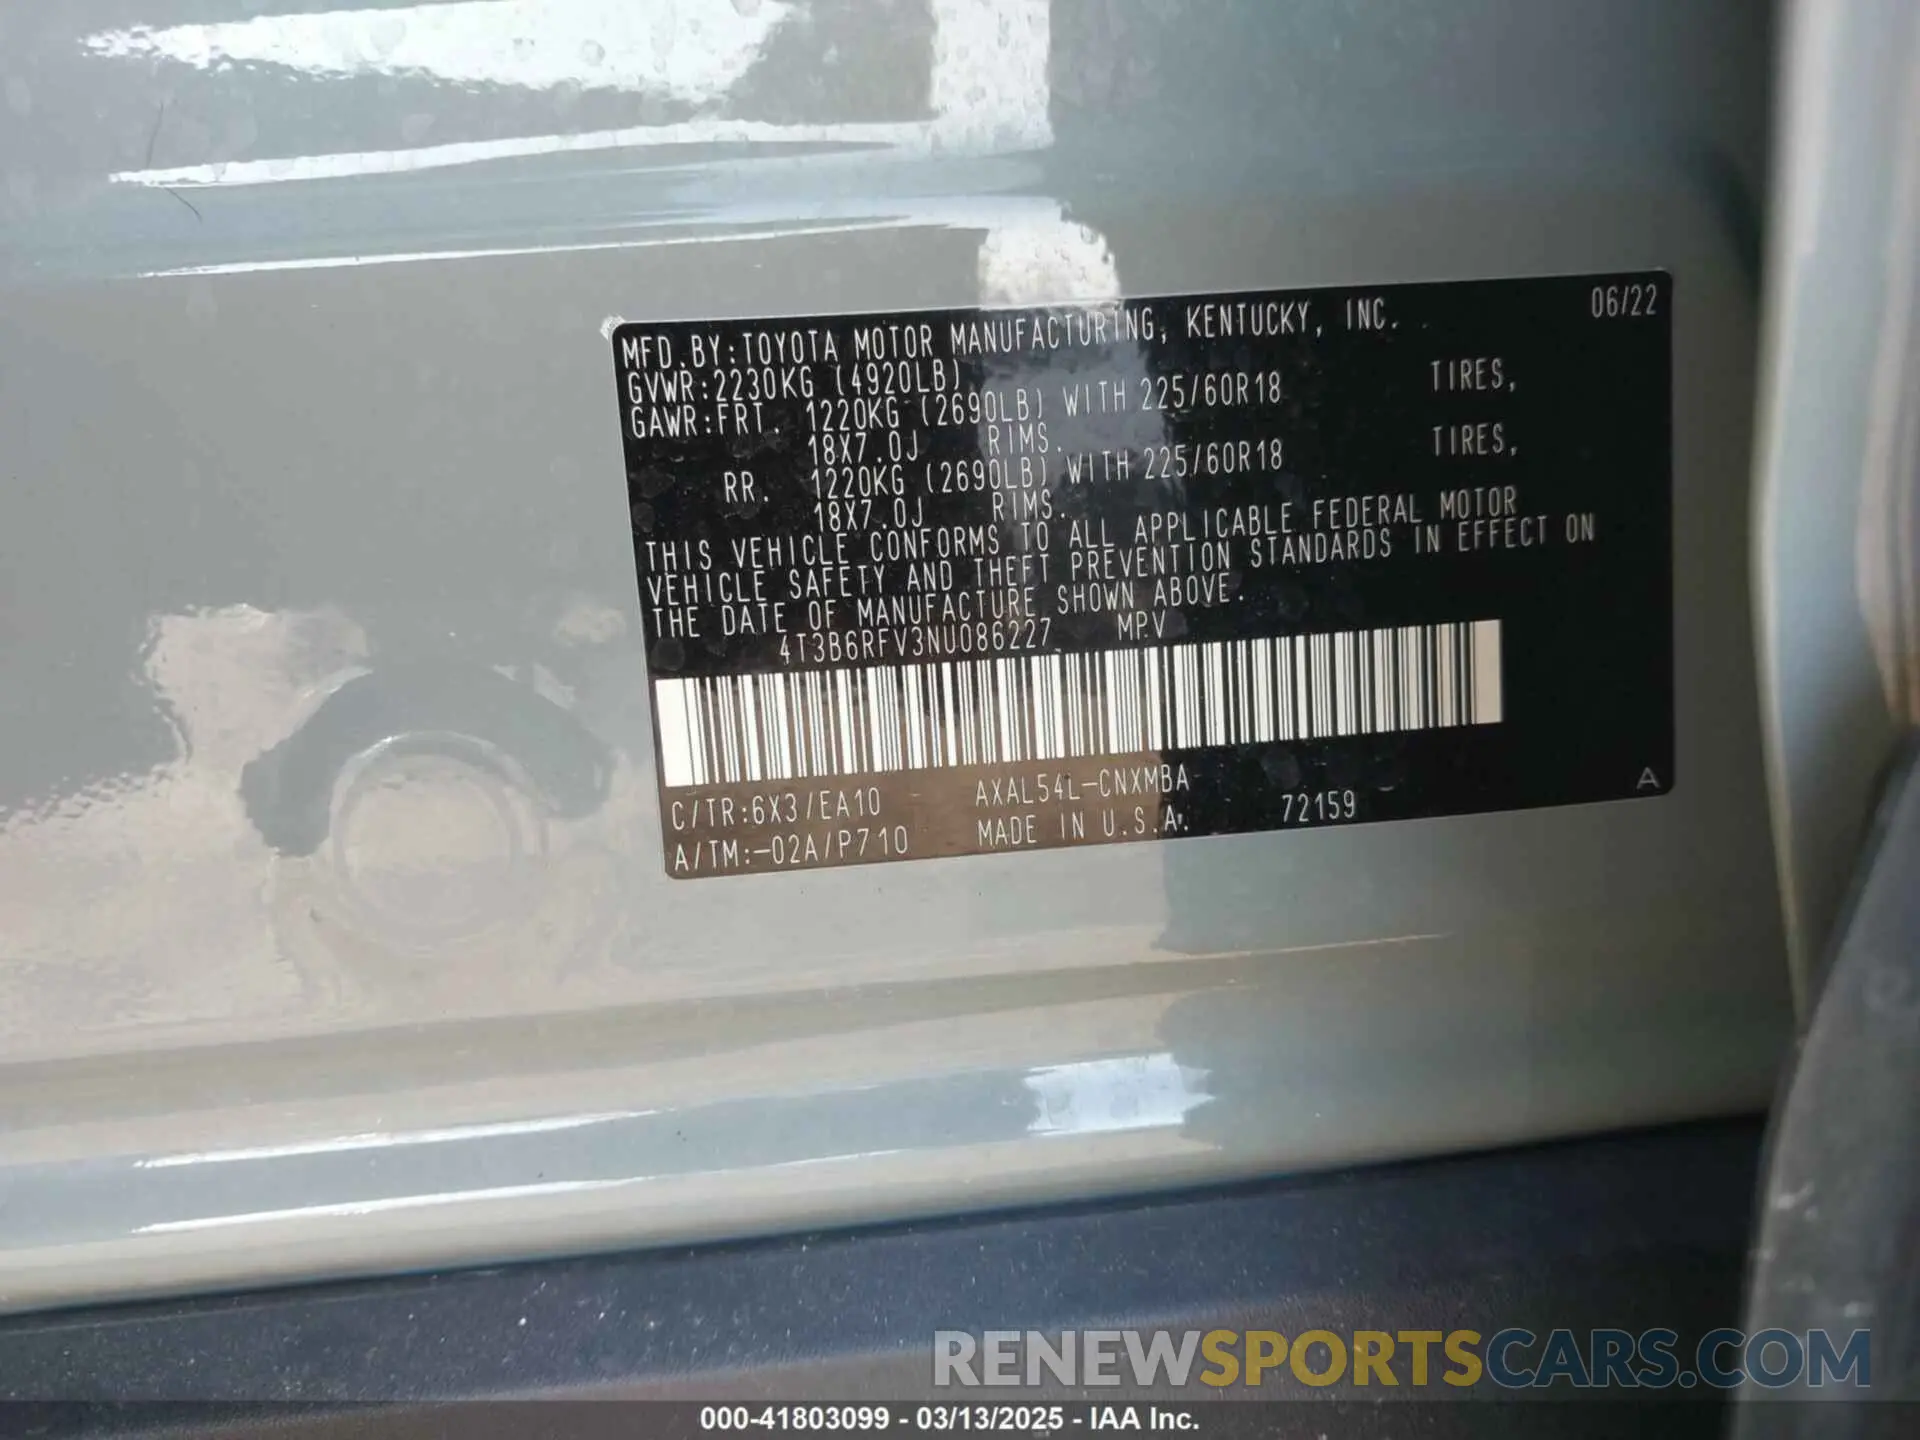 06/22
MFD.BY:TOYOTA MOTOR MANUFACTURING, KENTUCKY, INC.
GVWR:2230KG (4920LB)
GAWR:FRT. 1220KG (2690LB) WITH 225/60R18 TIRES,
18X7.0J RIMS.
RR. 1220KG (2690LB) WITH 225/60R18 TIRES,
18X7.0J RIMS.
THIS VEHICLE CONFORMS TO ALL APPLICABLE FEDERAL MOTOR
VEHICLE SAFETY AND THEFT PREVENTION STANDARDS IN EFFECT ON
THE DATE OF MANUFACTURE SHOWN ABOVE.
4T3B6RFV3NU086227 MPV
C/TR:6X3/EA10 AXAL54L-CNXMBA
A/TM:-02A/P710 MADE IN U.S.A. 72159 A
RENEWSPORTSCARS.COM
000-41803099 - 03/13/2025 - IAA Inc.